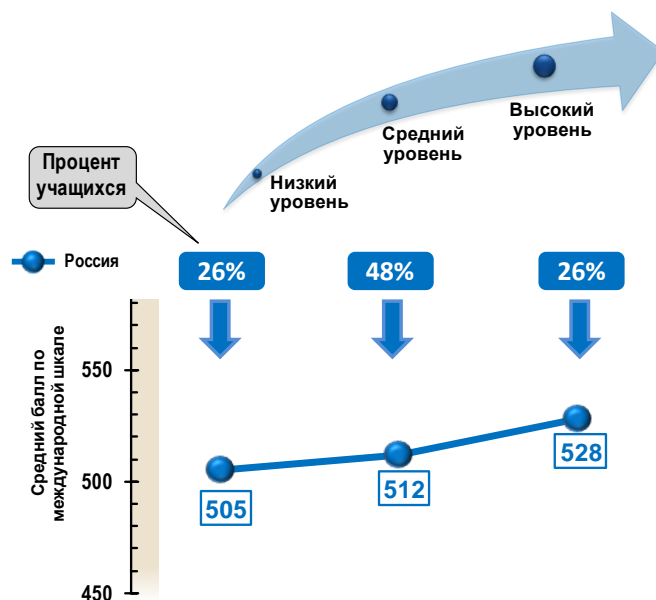 Высокий
уровень
Средний
уровень
Низкий
уровень
Процент
учащихся
Россия
26%
48%
26%
Средний балл по
международной шкале
550
500
450
505
512
528